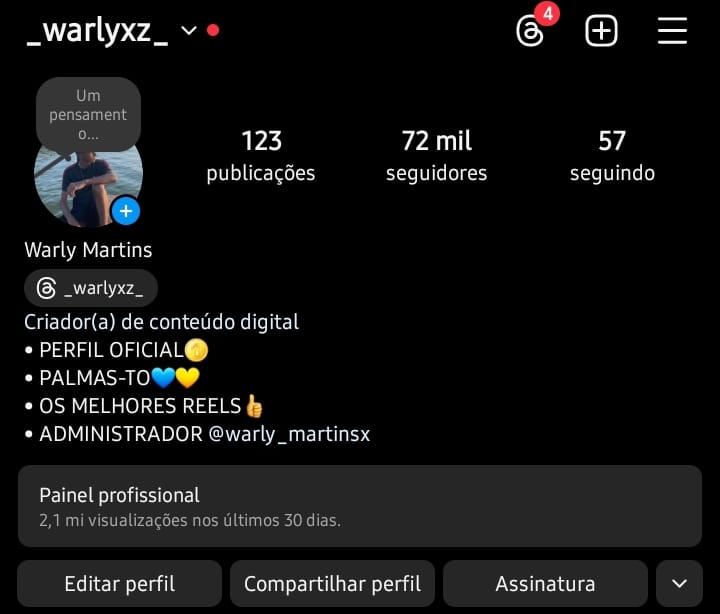 _warlyxz_
4
Um
pensament
o...
123
72 mil
57
publicações
seguidores
seguindo
Warly Martins
_warlyxz_
Criador(a) de conteúdo digital
• PERFIL OFICIAL
• PALMAS-TO💙💛
• OS MELHORES REELS👍
• ADMINISTRADOR @warly_martinsx
Painel profissional
2,1 mi visualizações nos últimos 30 dias.
Editar perfil
Compartilhar perfil
Assinatura